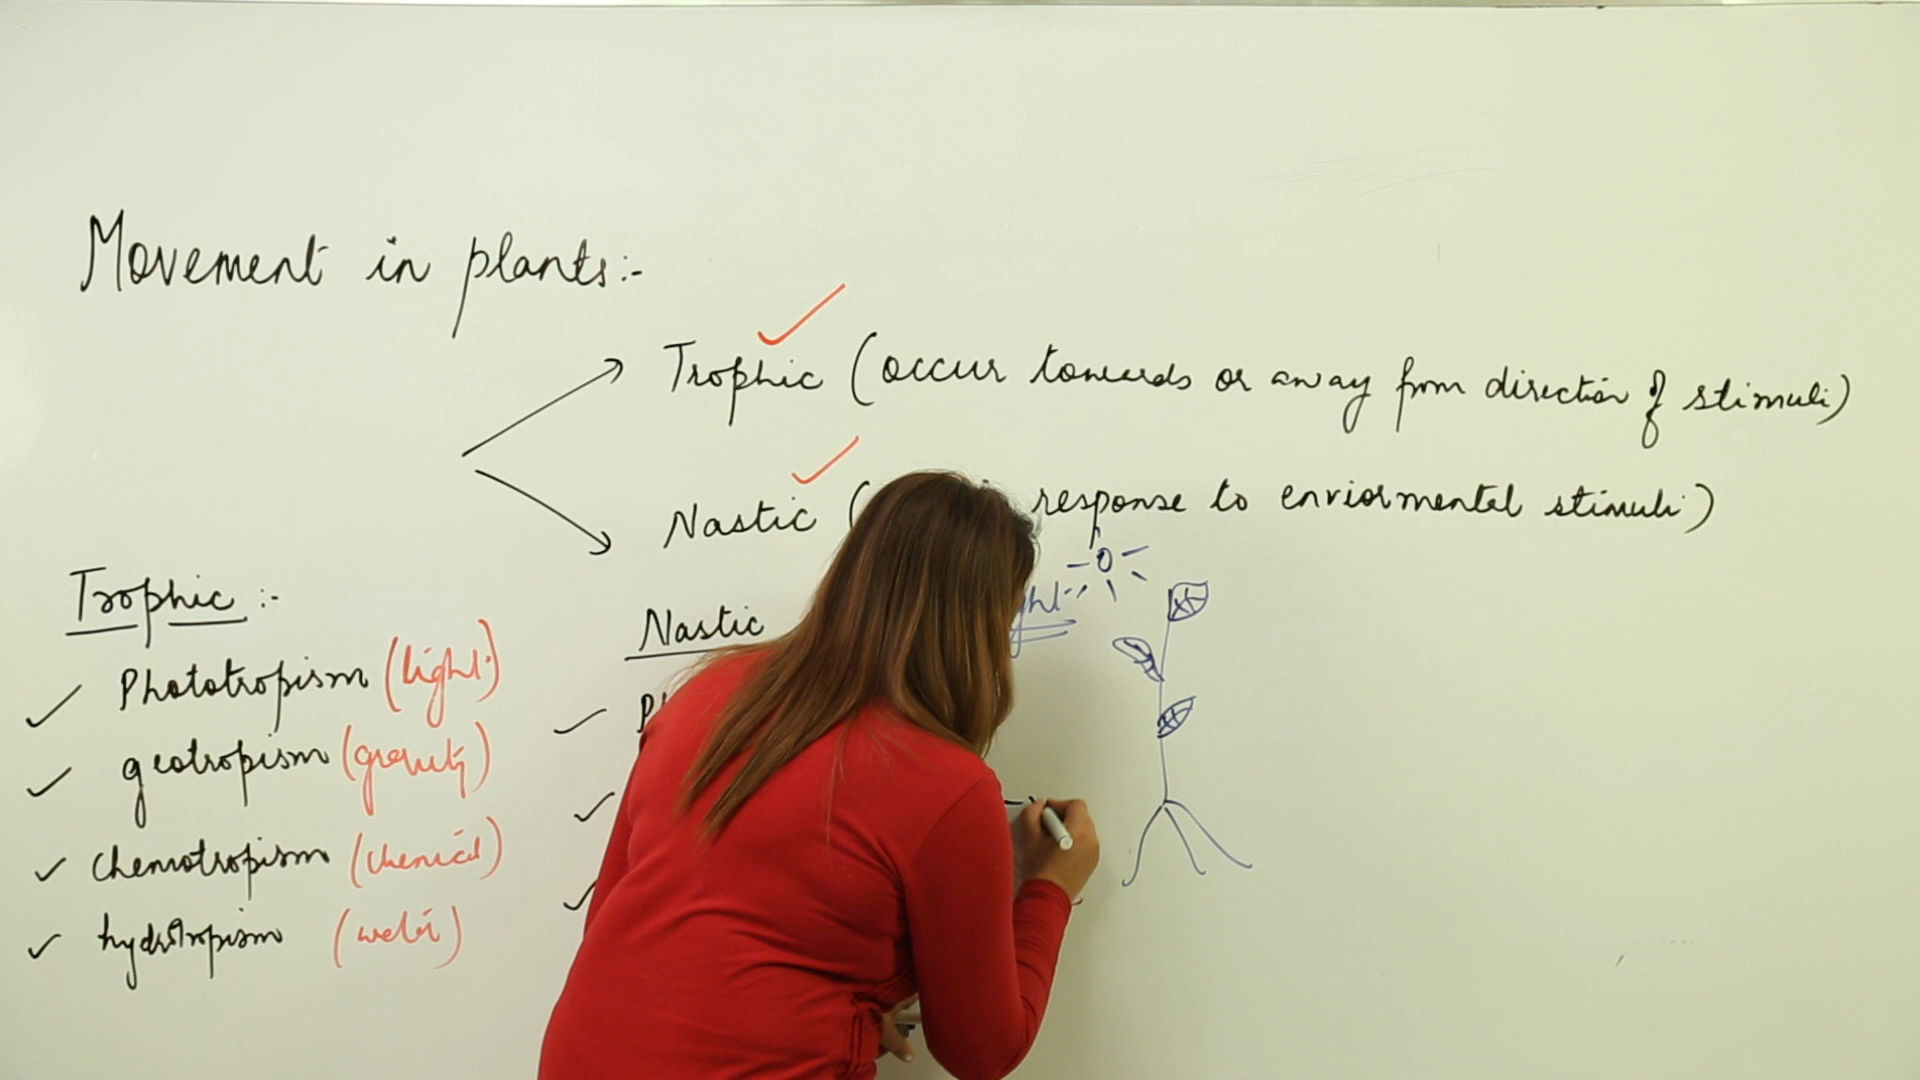 Movement in plants:-
Trophic (occur towards or away from direction of stimuli)
Nastic ( response to enviormental stimuli)
Trophic :-
Phototropism (light)
geotropism (gravity)
Chemotropism (chemical)
hydrotropism (water)
Nastic